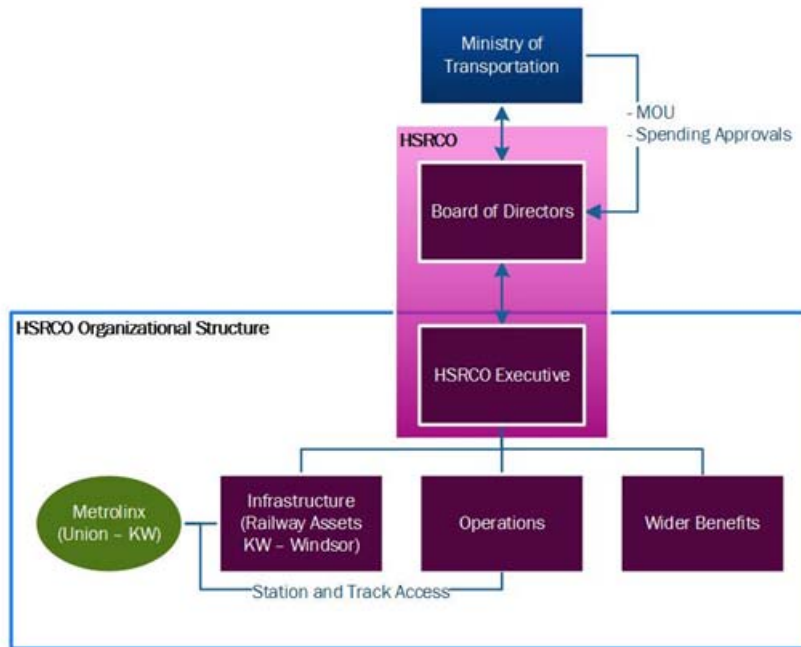 Ministry of
Transportation
- MOU
- Spending Approvals
HSRCO
Board of Directors
HSRCO Organizational Structure
HSRCO Executive
Metrolinx
(Union – KW)
Infrastructure
(Railway Assets
KW – Windsor)
Operations
Wider Benefits
Station and Track Access